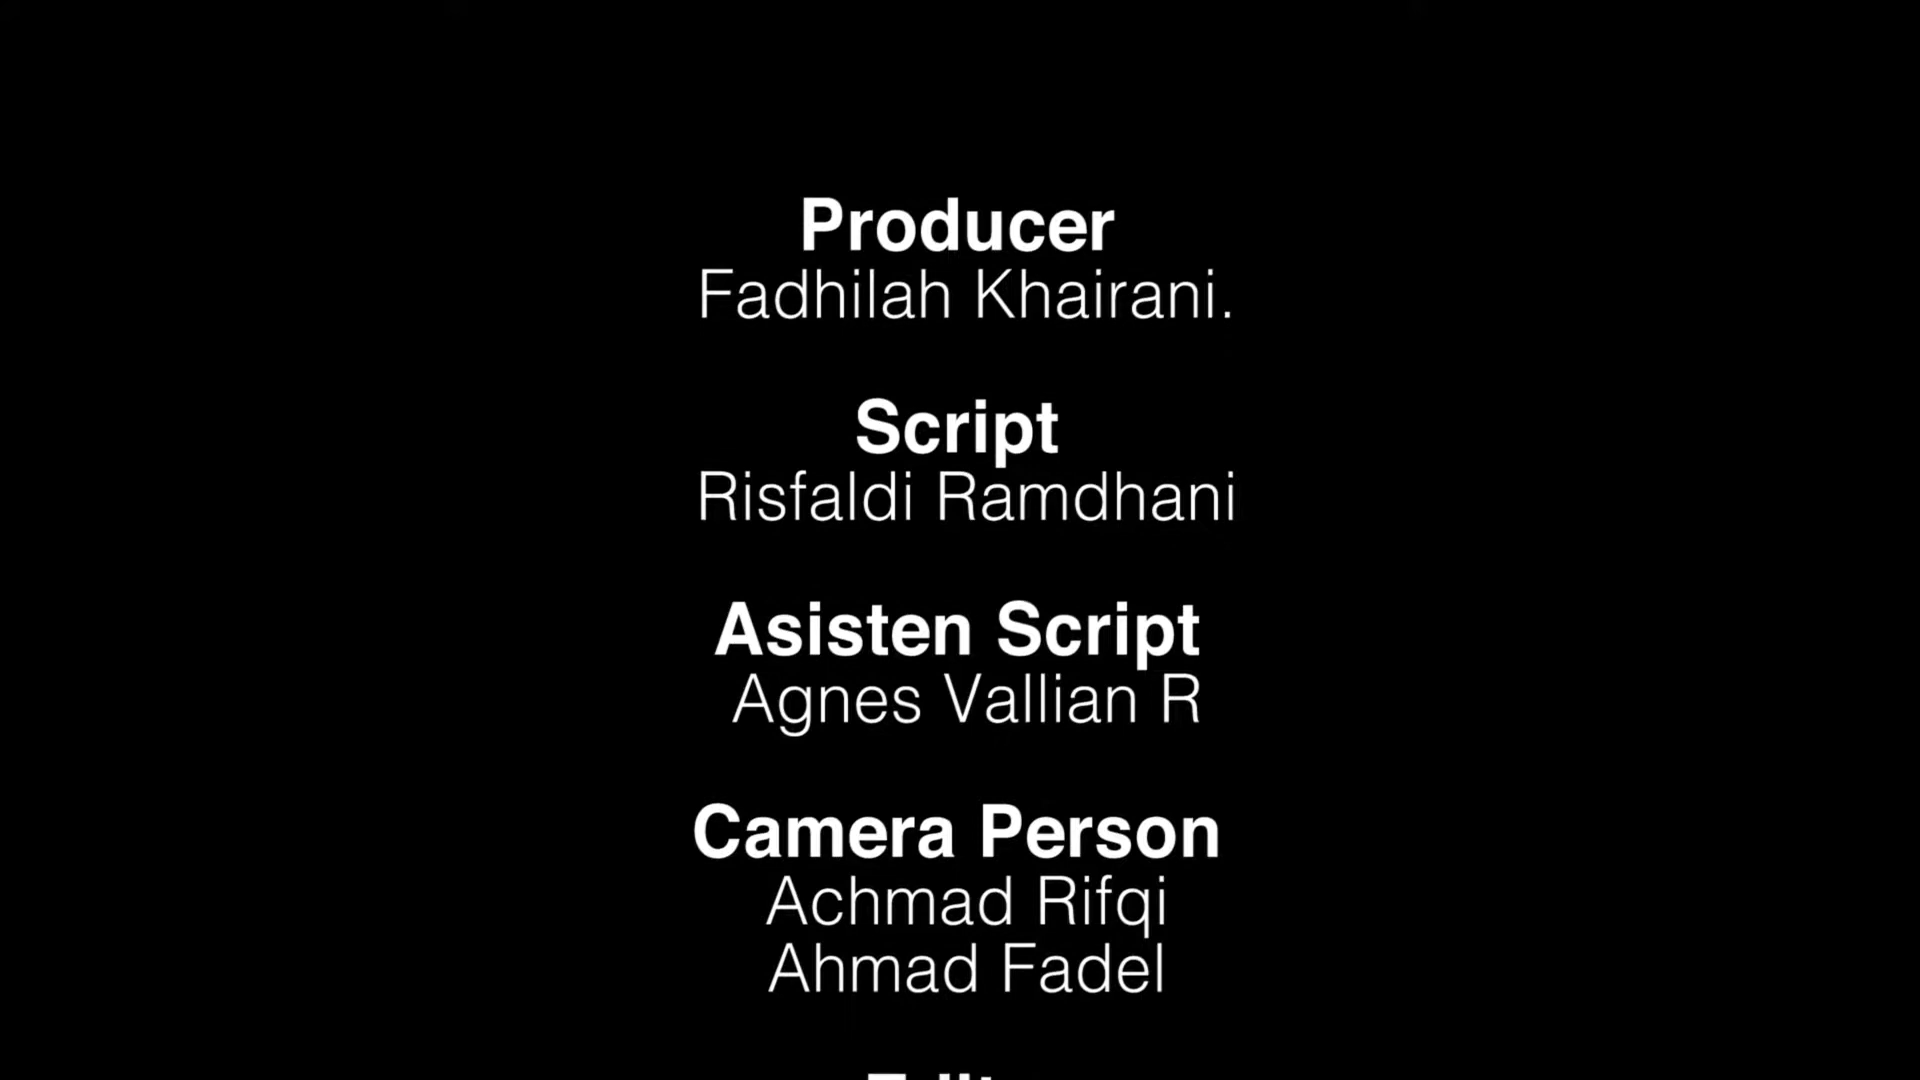 Producer
Fadhilah Khairani.
Script
Risfaldi Ramdhani
Asisten Script
Agnes Vallian R
Camera Person
Achmad Rifqi
Ahmad Fadel